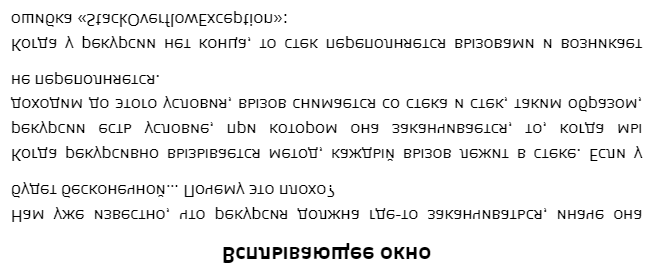 Всплывающее окно
Нам уже известно, что рекурсия должна где-то заканчиваться, иначе она
будет бесконечной... Почему это плохо?
Когда рекурсивно вызывается метод, каждый вызов лежит в стеке. Если у
рекурсии есть условие, при котором она заканчивается, то, когда мы
доходим до этого условия, вызов снимается со стека и стек, таким образом,
не переполняется.
Когда у рекурсии нет конца, то стек переполняется вызовами и возникает
ошибка «StackOverflowException»: